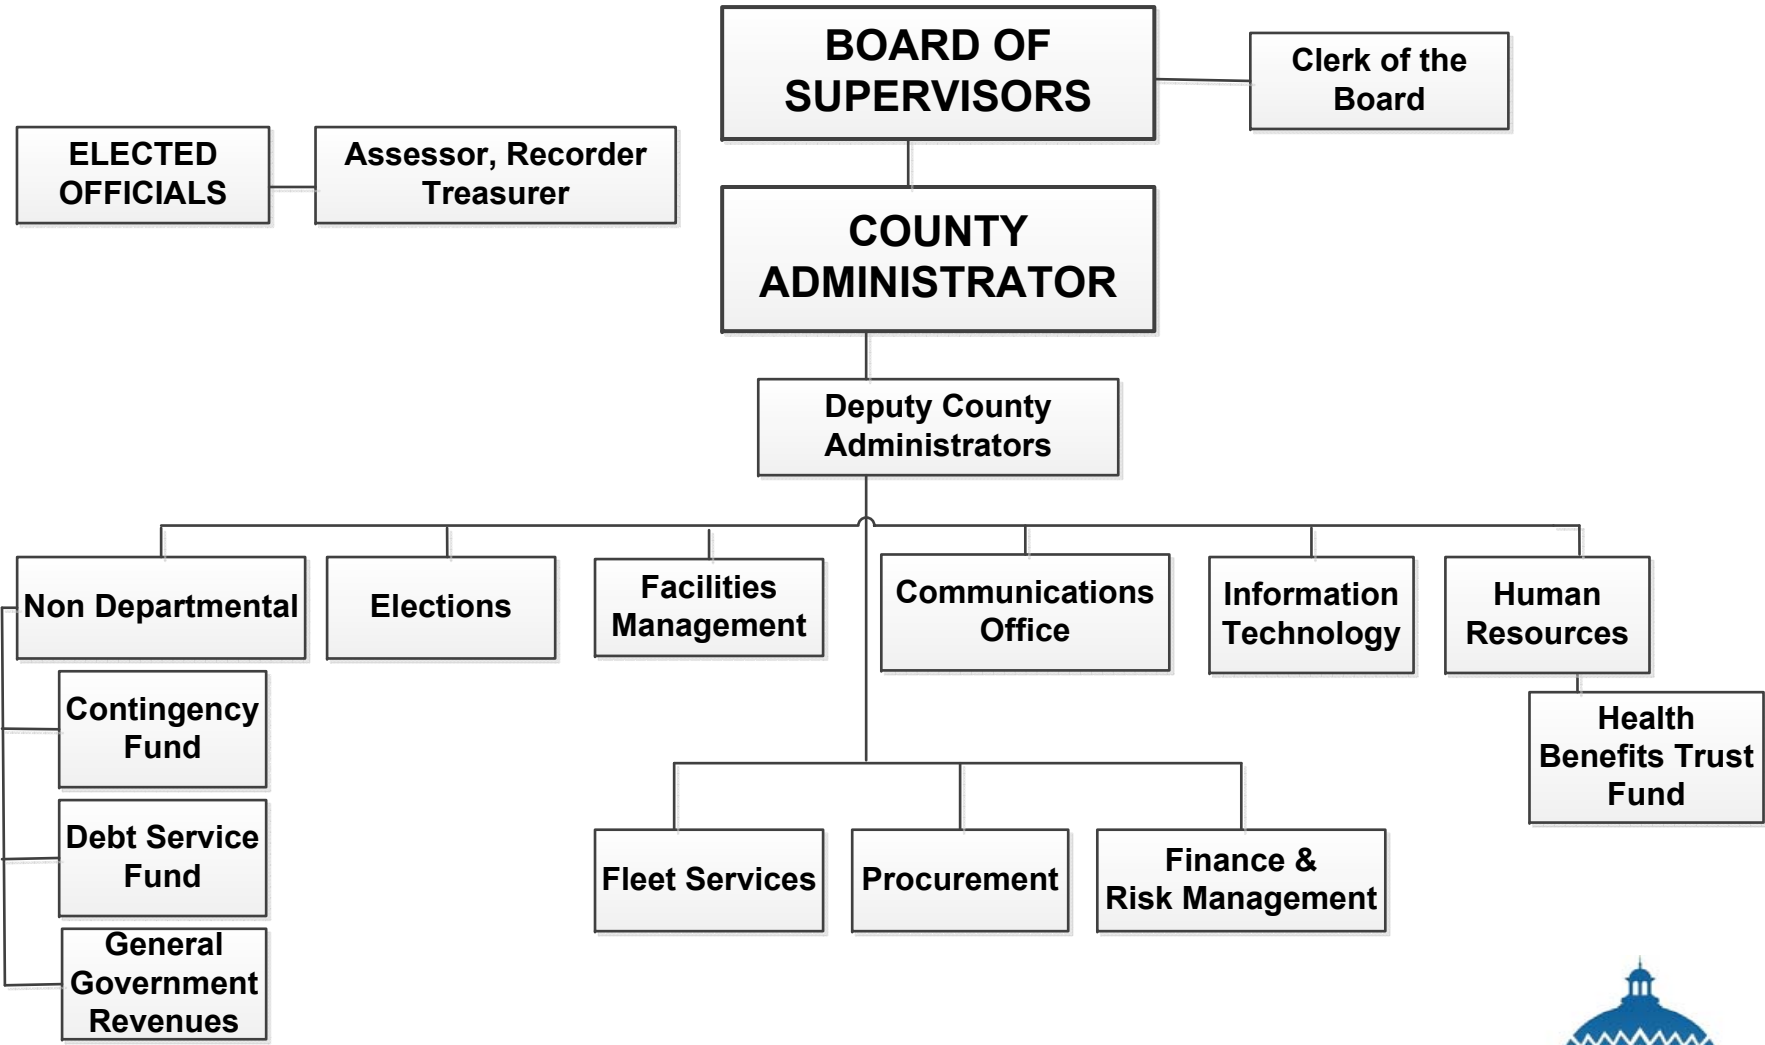 BOARD OF
SUPERVISORS
Clerk of the
Board
ELECTED
OFFICIALS
Assessor, Recorder
Treasurer
COUNTY
ADMINISTRATOR
Deputy County
Administrators
Non Departmental
Elections
Facilities
Management
Communications
Office
Information
Technology
Human
Resources
Contingency
Fund
Health
Benefits Trust
Fund
Debt Service
Fund
Fleet Services
Procurement
Finance &
Risk Management
General
Government
Revenues